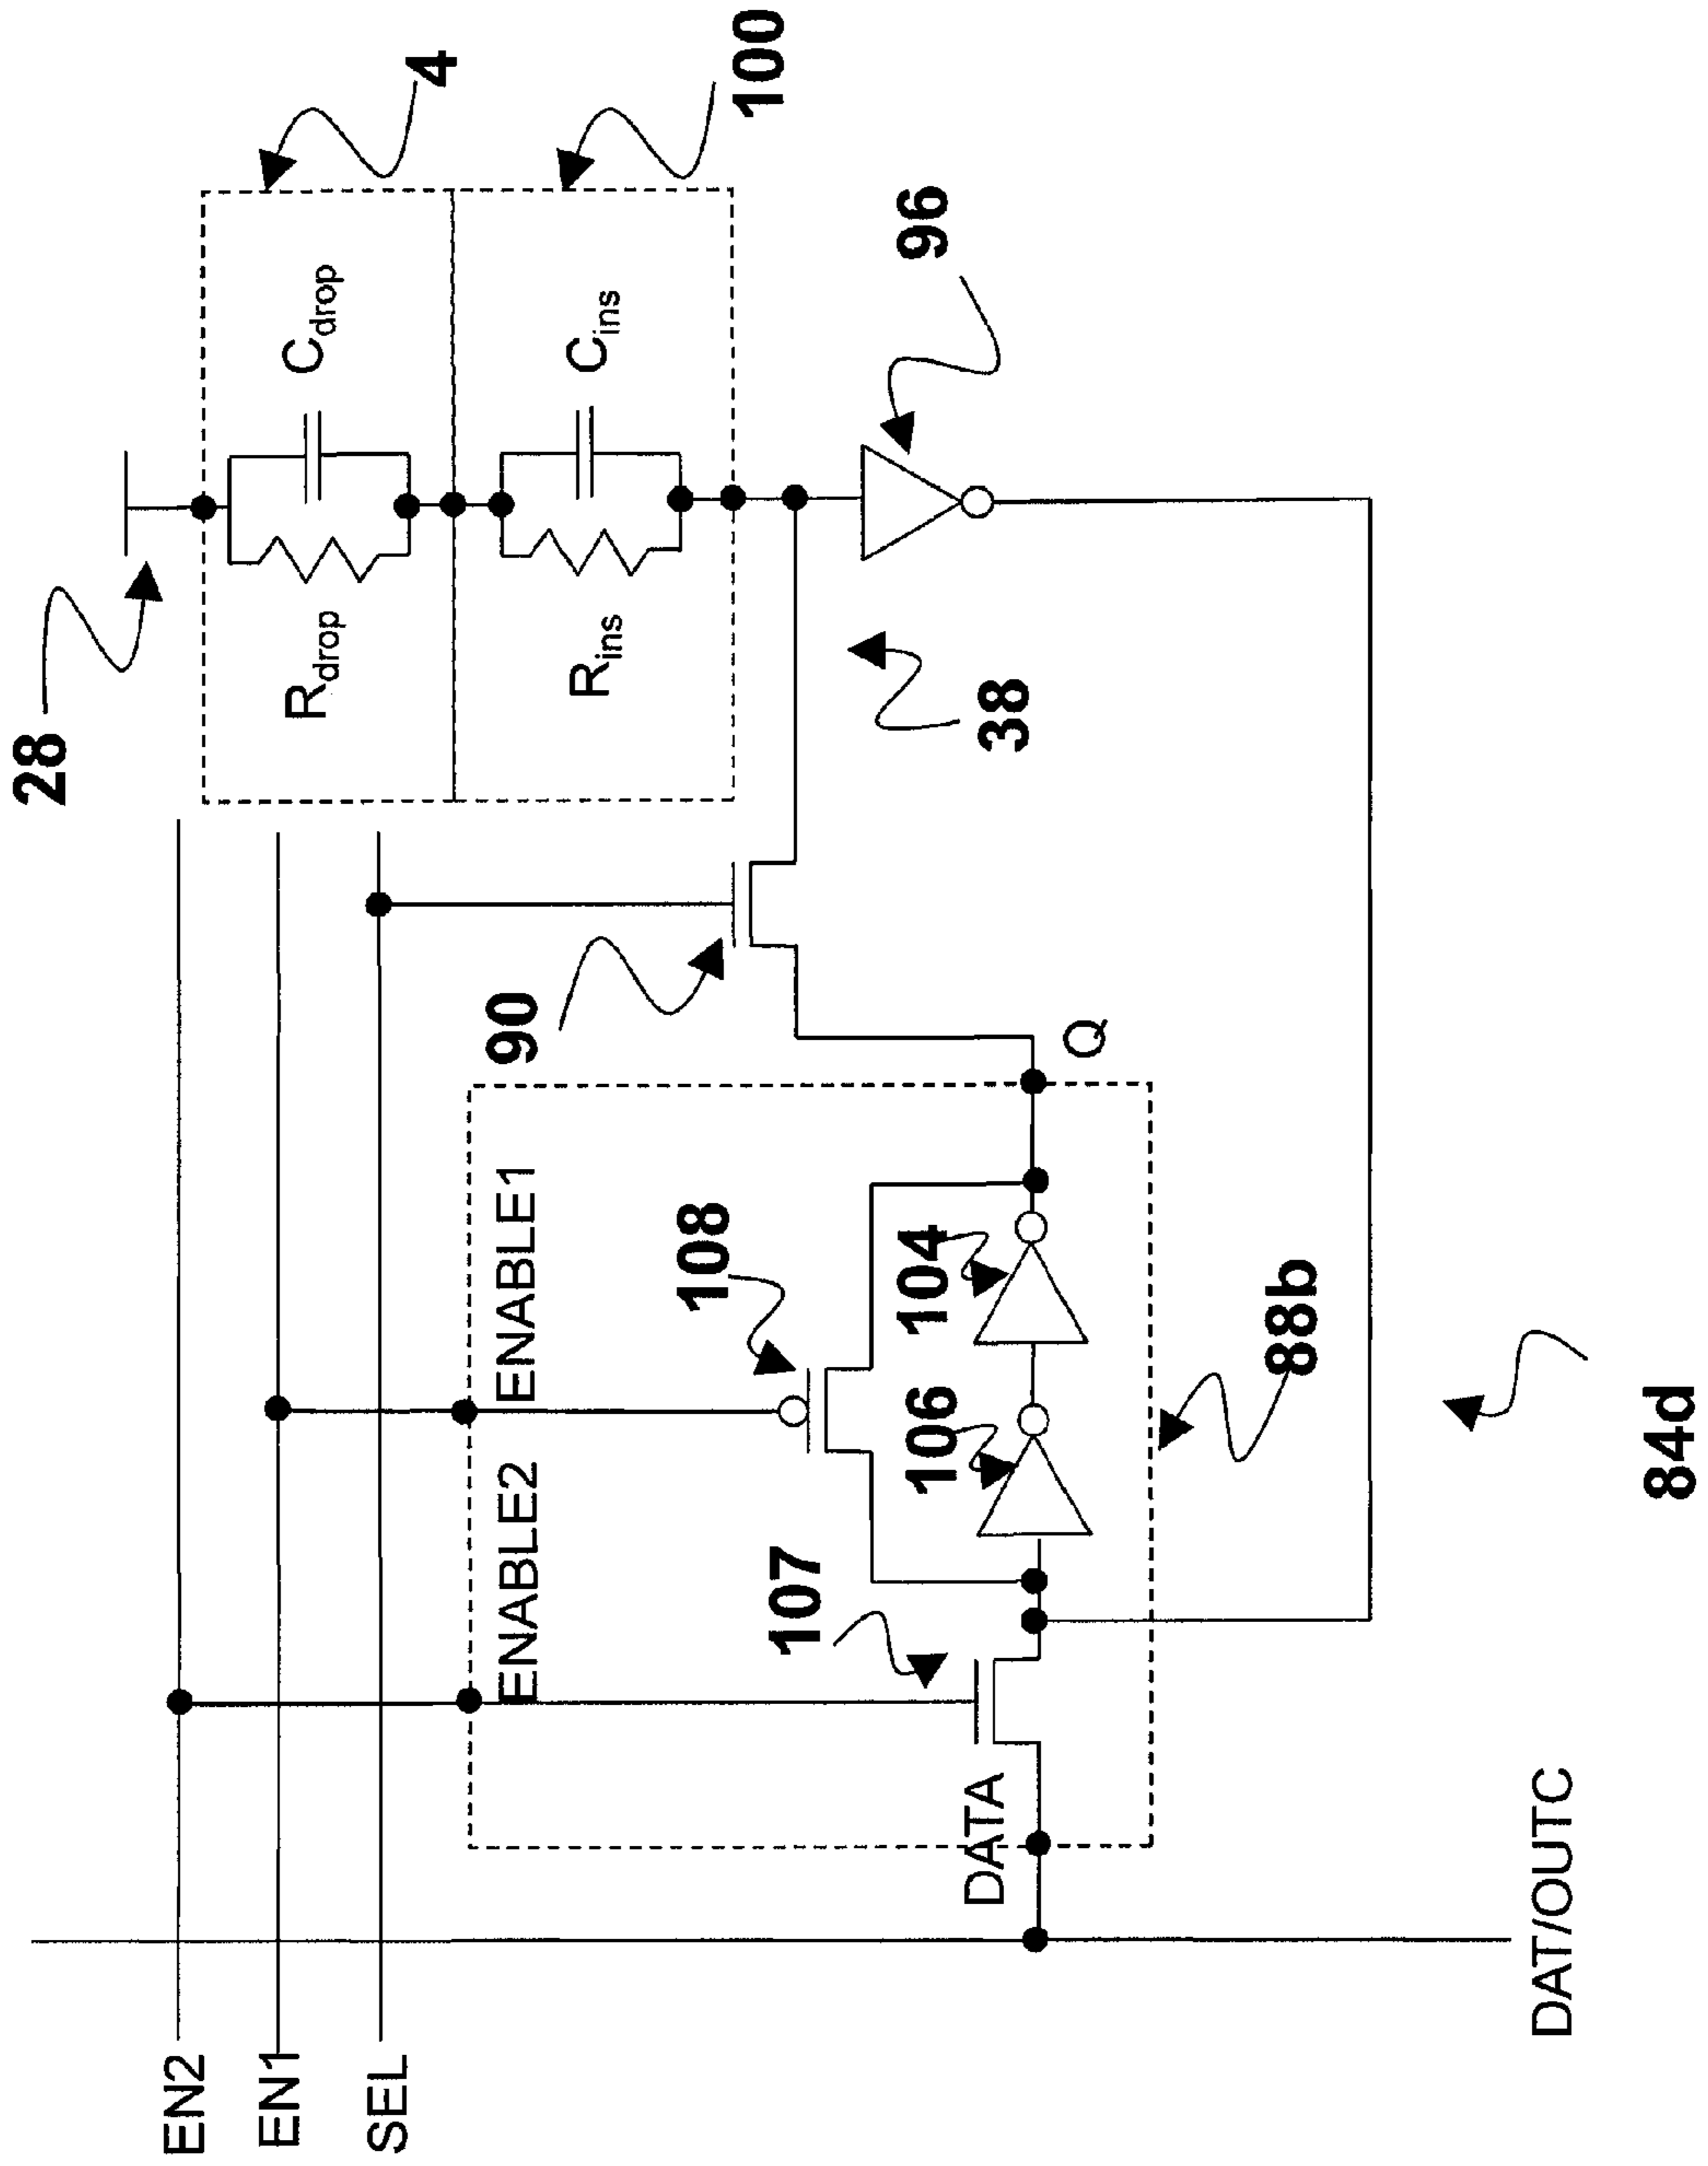 28
4
100
R_drop
C_drop
R_ins
C_ins
96
38
90
Q
EN2
EN1
SEL
ENABLE2
ENABLE1
108
107
106
104
DATA
88b
84d
DAT/OUTC